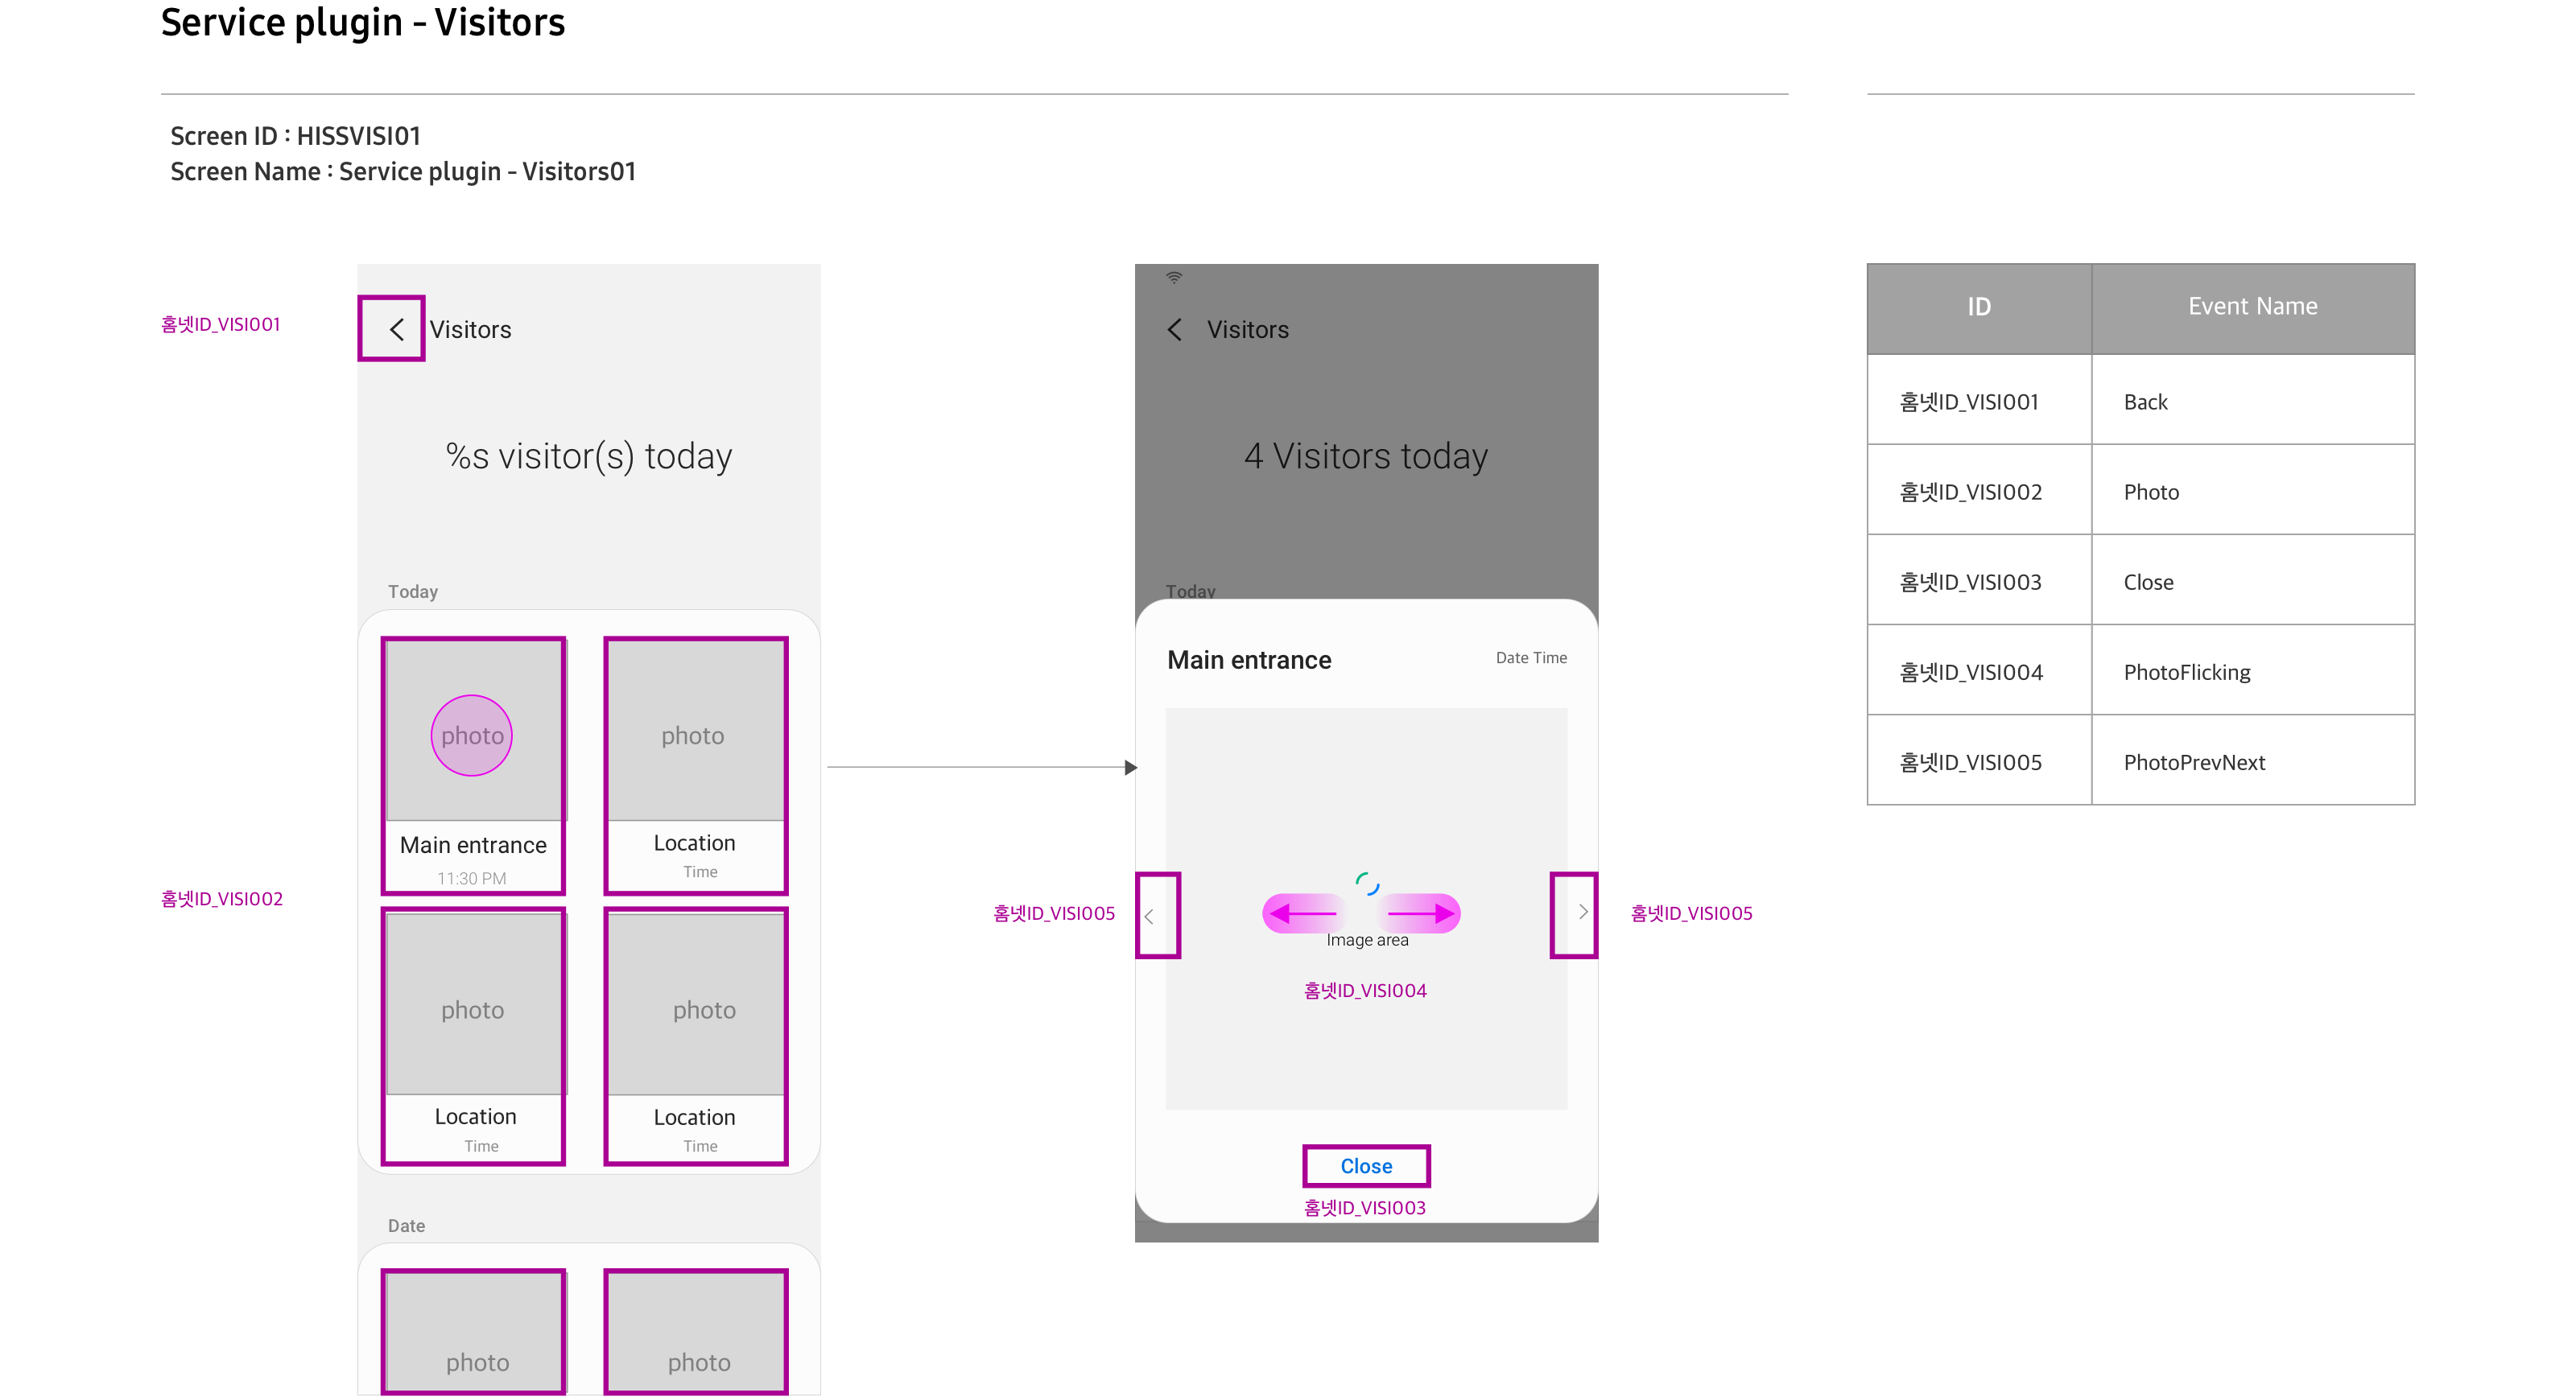 Service plugin - Visitors
Screen ID : HISSVISI01
Screen Name : Service plugin - Visitors01
홈넷ID_VISI001
Visitors
%s visitor(s) today
Today
photo
photo
Main entrance
Location
11:30 PM
Time
홈넷ID_VISI002
photo
photo
Location
Location
Time
Time
Date
photo
photo
Visitors
4 Visitors today
Today
Main entrance
Date Time
홈넷ID_VISI005
홈넷ID_VISI005
Image area
홈넷ID_VISI004
Close
홈넷ID_VISI003
ID
Event Name
홈넷ID_VISI001
Back
홈넷ID_VISI002
Photo
홈넷ID_VISI003
Close
홈넷ID_VISI004
PhotoFlicking
홈넷ID_VISI005
PhotoPrevNext